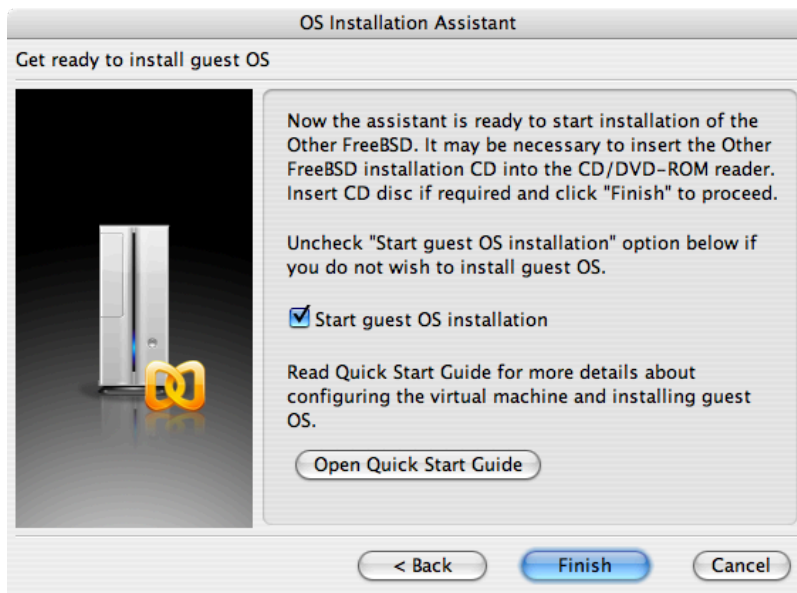 OS Installation Assistant
Get ready to install guest OS
Now the assistant is ready to start installation of the
Other FreeBSD. It may be necessary to insert the Other
FreeBSD installation CD into the CD/DVD-ROM reader.
Insert CD disc if required and click "Finish" to proceed.
Uncheck "Start guest OS installation" option below if
you do not wish to install guest OS.
Start guest OS installation
Read Quick Start Guide for more details about
configuring the virtual machine and installing guest
OS.
Open Quick Start Guide
< Back
Finish
Cancel